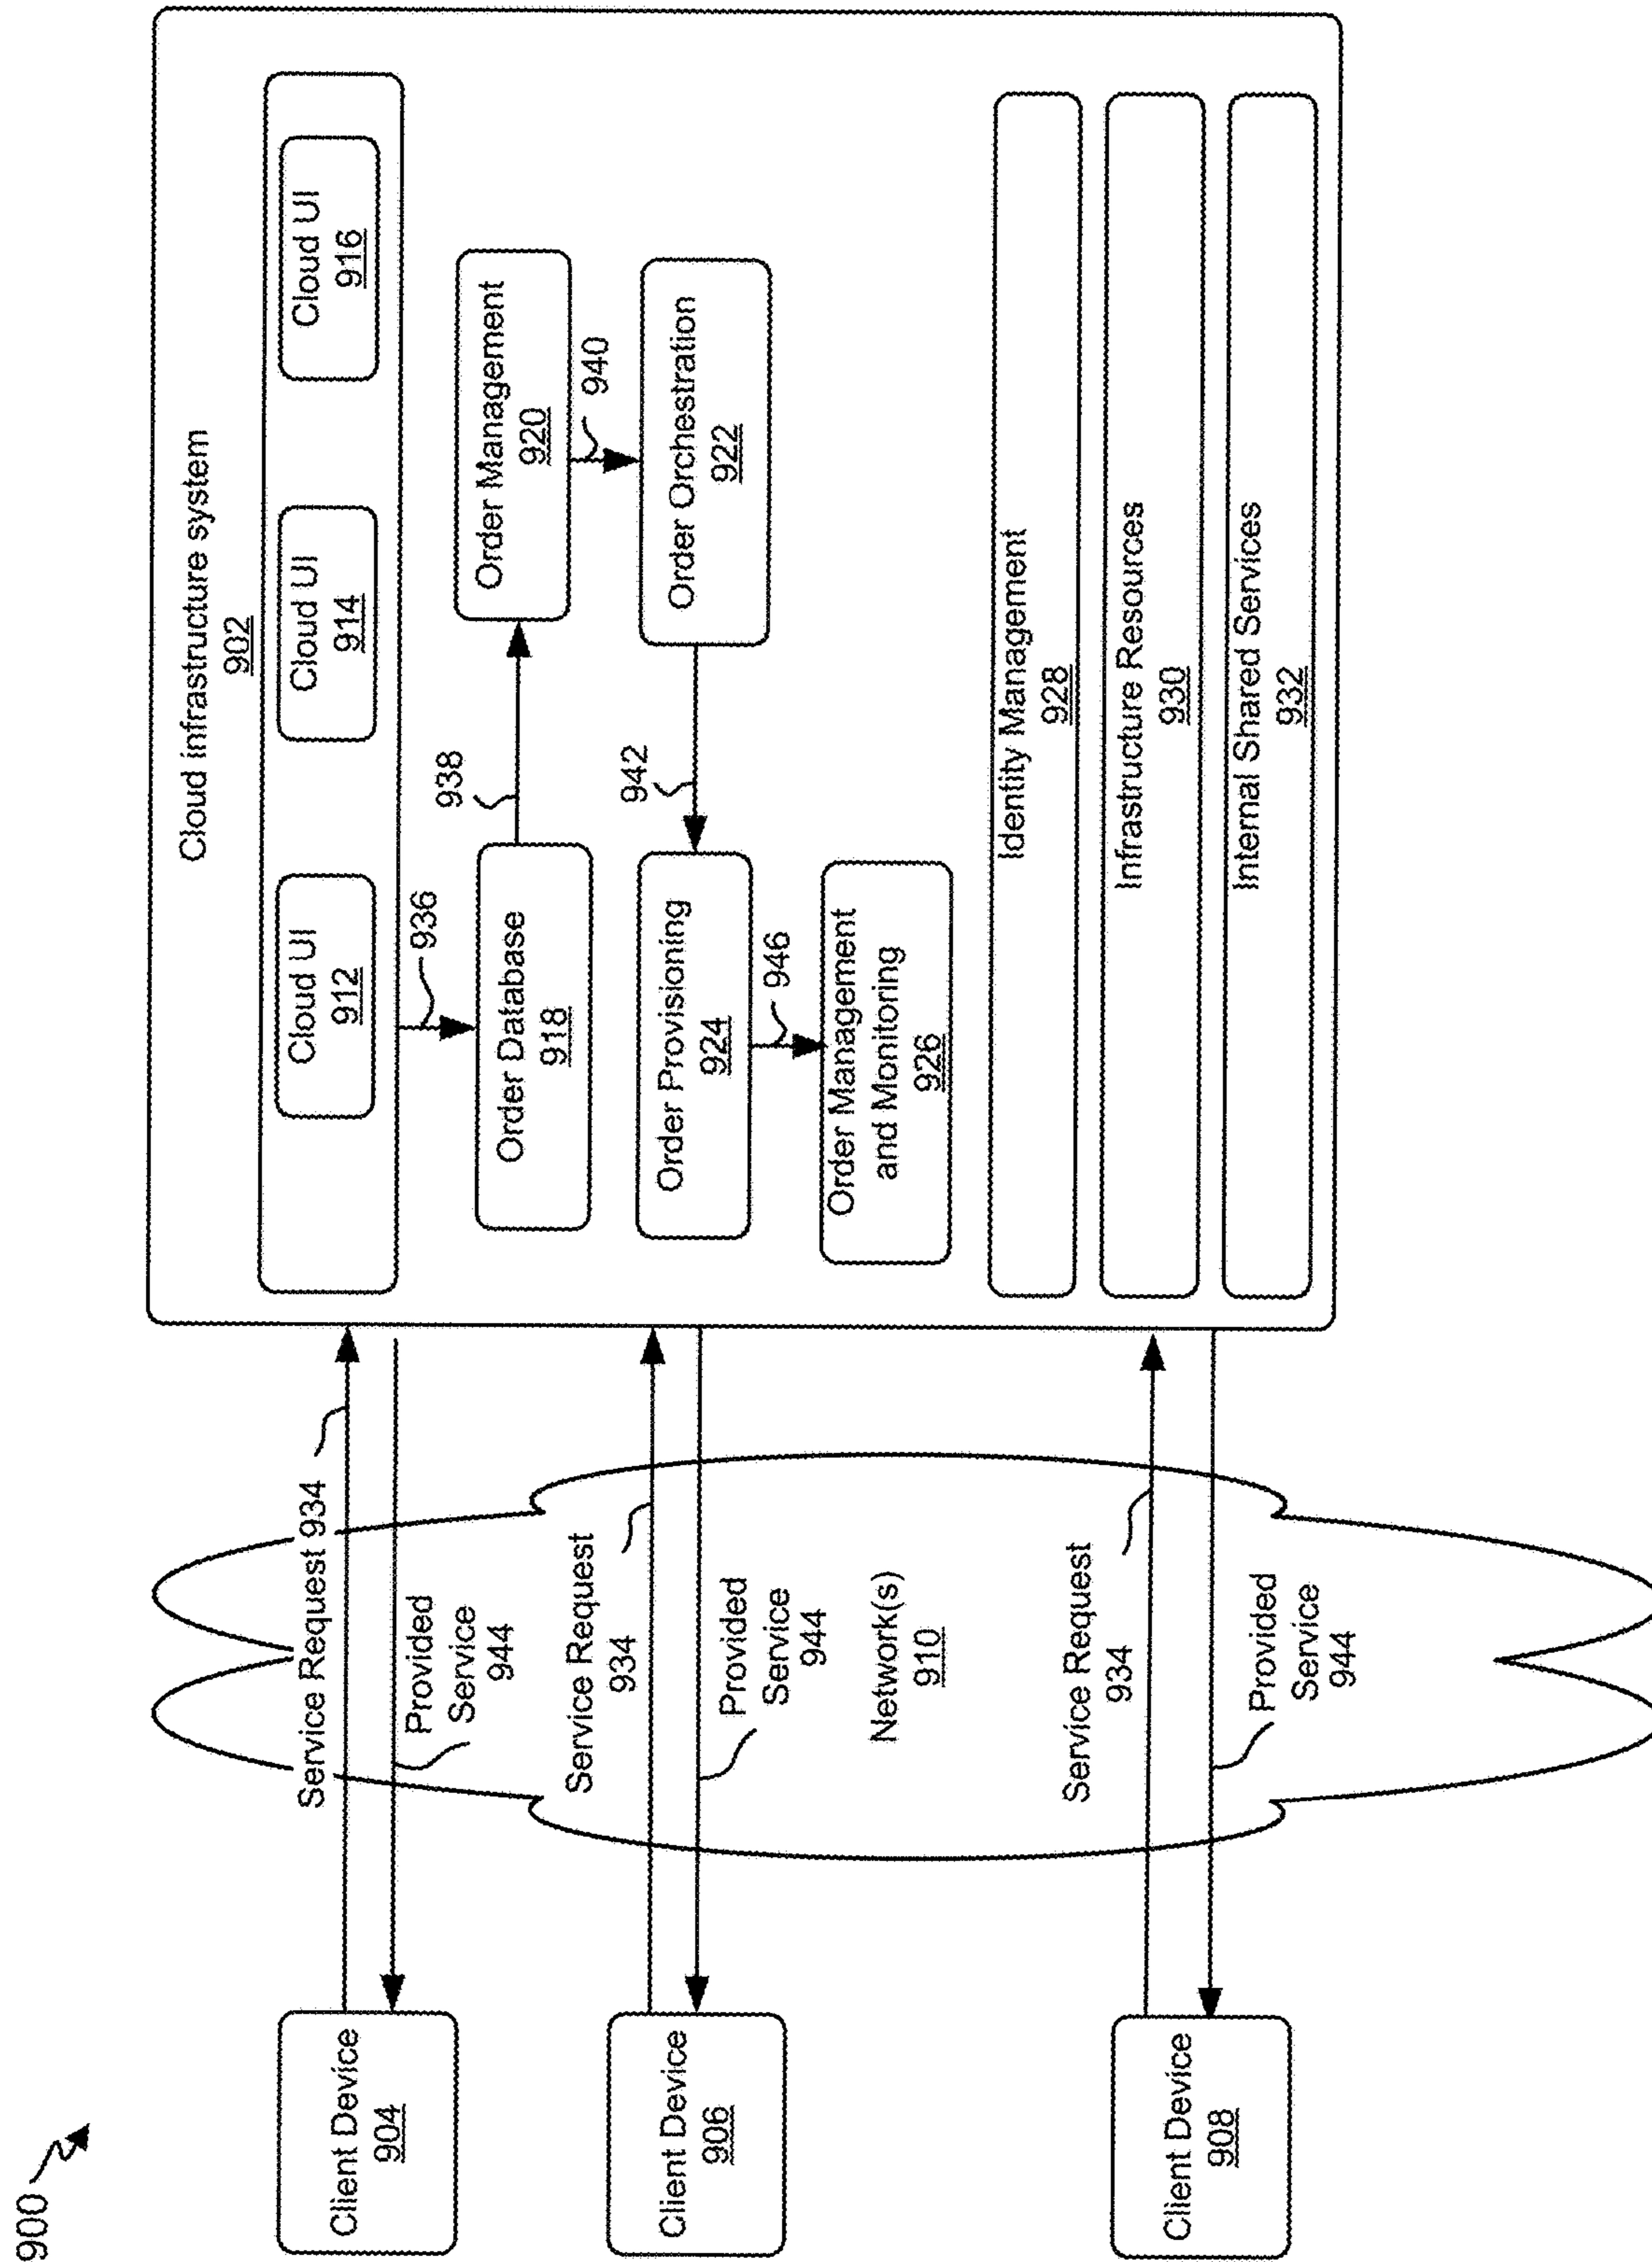 900
Cloud infrastructure system
902
Cloud UI
912
Cloud UI
914
Cloud UI
916
936
Order Database
918
938
Order Management
920
940
Order Orchestration
922
942
Order Provisioning
924
946
Order Management
and Monitoring
926
Identity Management
928
Infrastructure Resources
930
Internal Shared Services
932
Client Device
904
Service Request 934
Provided
Service
944
Client Device
906
Service Request
934
Provided
Service
944
Network(s)
910
Client Device
908
Service Request
934
Provided
Service
944